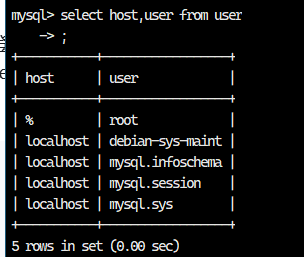 mysql> select host,user from user
    -> ;
+-----------+------------------+
| host      | user             |
+-----------+------------------+
| %         | root             |
| localhost | debian-sys-maint |
| localhost | mysql.infoschema |
| localhost | mysql.session    |
| localhost | mysql.sys        |
+-----------+------------------+
5 rows in set (0.00 sec)